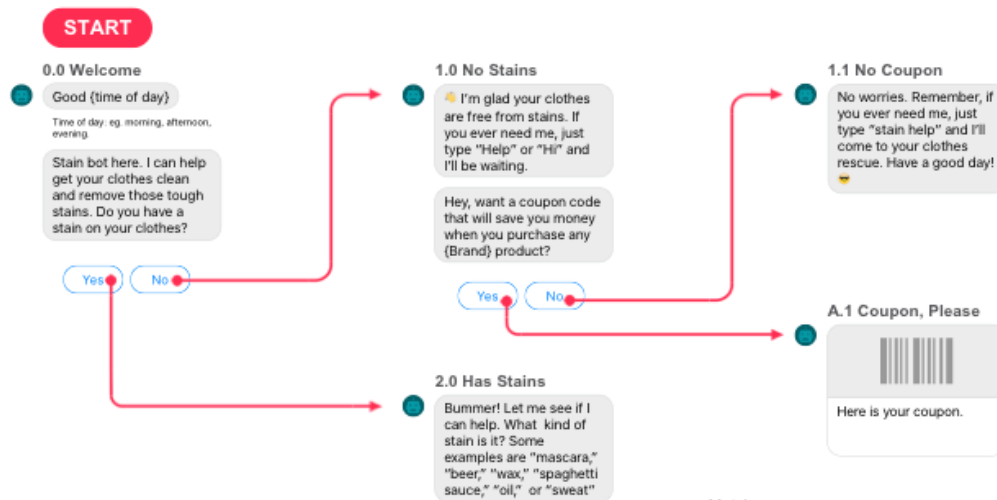 START
0.0 Welcome
Good {time of day}
Time of day: eg. morning, afternoon,
evening.
Stain bot here. I can help
get your clothes clean
and remove those tough
stains. Do you have a
stain on your clothes?
Yes
No
1.0 No Stains
👋 I'm glad your clothes
are free from stains. If
you ever need me, just
type "Help" or "Hi" and
I'll be waiting.
Hey, want a coupon code
that will save you money
when you purchase any
{Brand} product?
Yes
No
2.0 Has Stains
Bummer! Let me see if I
can help. What kind of
stain is it? Some
examples are "mascara,"
"beer," "wax," "spaghetti
sauce," "oil," or "sweat"
1.1 No Coupon
No worries. Remember, if
you ever need me, just
type "stain help" and I'll
come to your clothes
rescue. Have a good day!
😎
A.1 Coupon, Please
Here is your coupon.